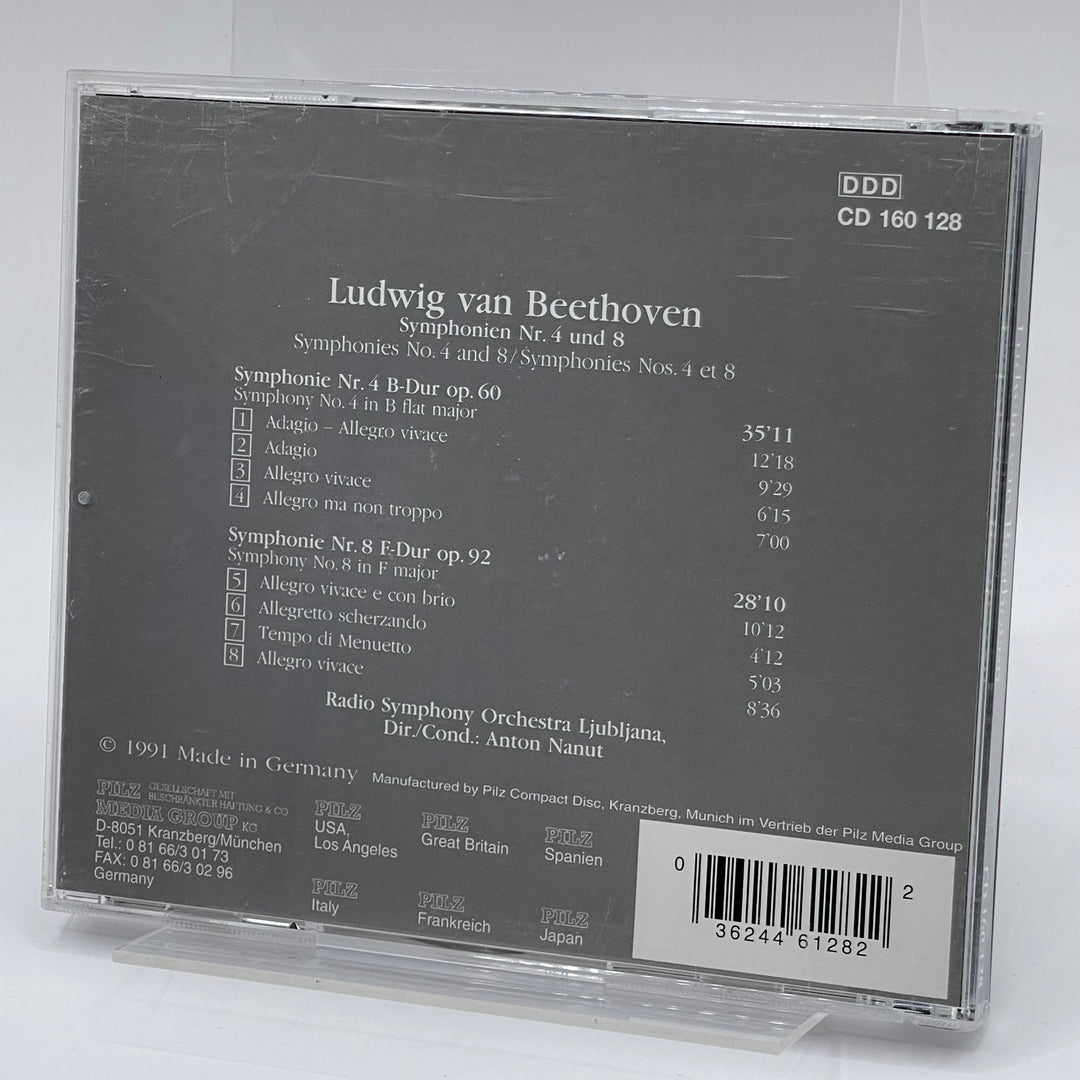 DDD
CD 160 128
Ludwig van Beethoven
Symphonien Nr. 4 und 8
Symphonies No. 4 and 8/Symphonies Nos. 4 et 8
Symphonie Nr. 4 B-Dur op. 60
Symphony No. 4 in B flat major
35'11
1 Adagio – Allegro vivace 12'18
2 Adagio 9'29
3 Allegro vivace 6'15
4 Allegro ma non troppo 7'00
Symphonie Nr. 8 F-Dur op. 92
Symphony No. 8 in F major
28'10
5 Allegro vivace e con brio 10'12
6 Allegretto scherzando 4'12
7 Tempo di Menuetto 5'03
8 Allegro vivace 8'36
Radio Symphony Orchestra Ljubljana,
Dir./Cond.: Anton Nanut
© 1991 Made in Germany
Manufactured by Pilz Compact Disc, Kranzberg, Munich im Vertrieb der Pilz Media Group
PILZ GESELLSCHAFT MIT
BESCHRÄNKTER HAFTUNG & CO
MEDIA GROUP KG
D-8051 Kranzberg/München
Tel.: 0 81 66/3 01 73
FAX: 0 81 66/3 02 96
Germany
PILZ
USA,
Los Angeles
PILZ
Great Britain
PILZ
Spanien
PILZ
Italy
PILZ
Frankreich
PILZ
Japan
0 36244 61282 2